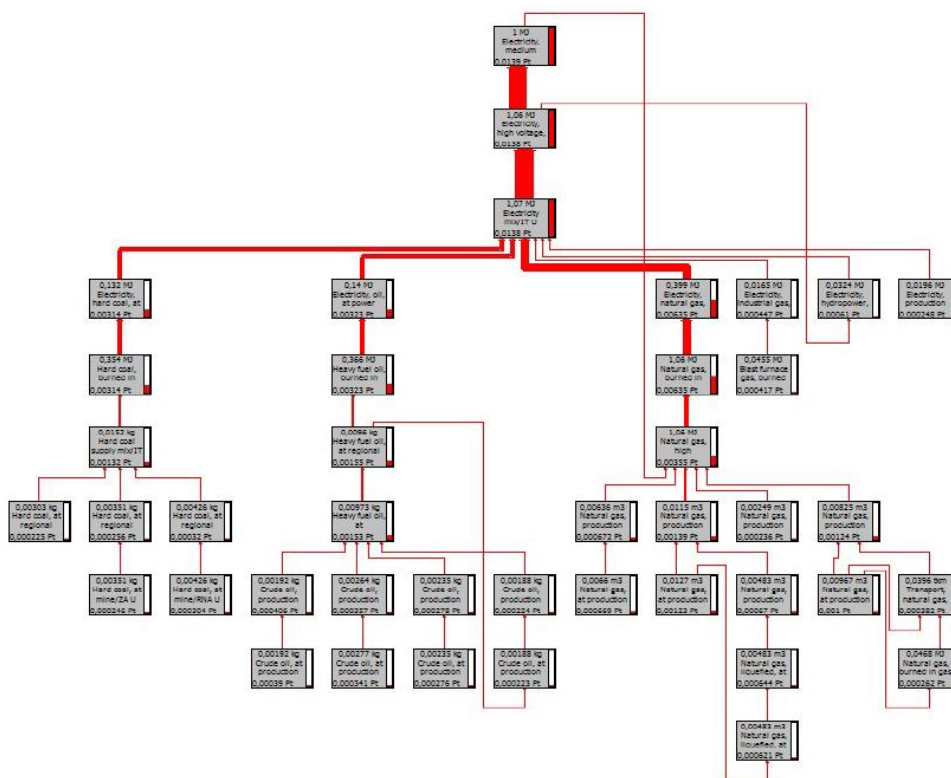 1 MJ
Electricity,
medium
0,0139 Pt
1,06 MJ
Electricity,
high voltage,
0,0138 Pt
1,07 MJ
Electricity
mix/IT U
0,0138 Pt
0,132 MJ
Electricity,
hard coal, at
0,00314 Pt
0,14 MJ
Electricity, oil,
at power
0,00323 Pt
0,399 MJ
Electricity,
natural gas,
0,00635 Pt
0,0165 MJ
Electricity,
industrial gas,
0,000447 Pt
0,0324 MJ
Electricity,
hydropower,
0,00061 Pt
0,0196 MJ
Electricity,
production
0,000248 Pt
0,354 MJ
Hard coal,
burned in
0,00314 Pt
0,366 MJ
Heavy fuel oil,
burned in
0,00323 Pt
1,06 MJ
Natural gas,
burned in
0,00635 Pt
0,0455 MJ
Blast furnace
gas, burned
0,000417 Pt
0,0152 kg
Hard coal
supply mix/IT
0,00132 Pt
0,0096 kg
Heavy fuel oil,
at regional
0,00155 Pt
1,06 MJ
Natural gas,
high
0,00355 Pt
0,00303 kg
Hard coal, at
regional
0,000225 Pt
0,00351 kg
Hard coal, at
regional
0,000256 Pt
0,00426 kg
Hard coal, at
regional
0,00032 Pt
0,00973 kg
Heavy fuel oil,
at
0,00153 Pt
0,00636 m3
Natural gas,
production
0,000672 Pt
0,0115 m3
Natural gas,
production
0,00139 Pt
0,00249 m3
Natural gas,
production
0,000236 Pt
0,00825 m3
Natural gas,
production
0,00124 Pt
0,00351 kg
Hard coal, at
mine/ZA U
0,000246 Pt
0,00426 kg
Hard coal, at
mine/RNA U
0,000304 Pt
0,00192 kg
Crude oil,
production
0,000406 Pt
0,00264 kg
Crude oil,
production
0,000357 Pt
0,00235 kg
Crude oil,
production
0,000278 Pt
0,00188 kg
Crude oil,
production
0,000224 Pt
0,0066 m3
Natural gas,
at production
0,000669 Pt
0,0127 m3
Natural gas,
at production
0,00123 Pt
0,00483 m3
Natural gas,
production
0,00067 Pt
0,00967 m3
Natural gas,
at production
0,001 Pt
0,0396 tkm
Transport,
natural gas,
0,000382 Pt
0,00192 kg
Crude oil, at
production
0,00039 Pt
0,00277 kg
Crude oil, at
production
0,000341 Pt
0,00235 kg
Crude oil, at
production
0,000276 Pt
0,00188 kg
Crude oil, at
production
0,000223 Pt
0,00483 m3
Natural gas,
liquefied, at
0,000644 Pt
0,0468 MJ
Natural gas,
burned in gas
0,000262 Pt
0,00483 m3
Natural gas,
liquefied, at
0,000621 Pt